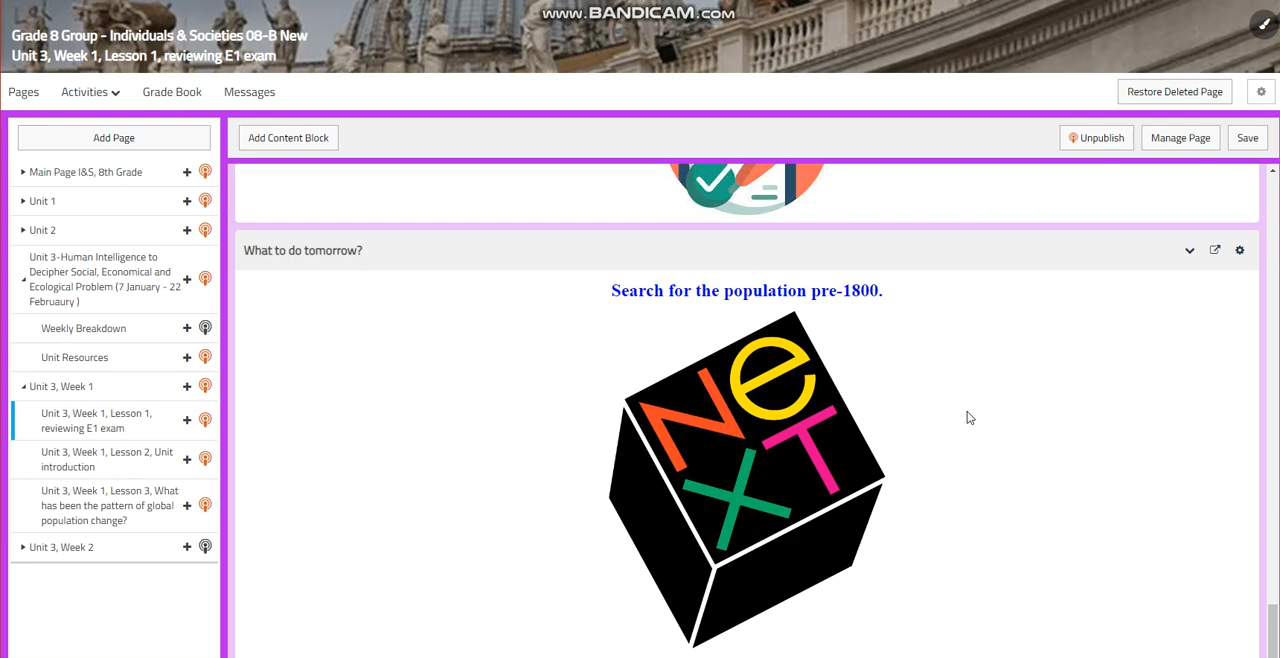 www.BANDICAM.com
Grade 8 Group - Individuals & Societies 08-B New
Unit 3, Week 1, Lesson 1, reviewing E1 exam
Pages
Activities
Grade Book
Messages
Restore Deleted Page
Add Page
Add Content Block
Unpublish
Manage Page
Save
Main Page I&S, 8th Grade
Unit 1
Unit 2
Unit 3-Human Intelligence to
Decipher Social, Economical and
Ecological Problem (7 January - 22
Februaury )
Weekly Breakdown
Unit Resources
Unit 3, Week 1
Unit 3, Week 1, Lesson 1,
reviewing E1 exam
Unit 3, Week 1, Lesson 2, Unit
introduction
Unit 3, Week 1, Lesson 3, What
has been the pattern of global
population change?
Unit 3, Week 2
What to do tomorrow?
Search for the population pre-1800.
NeXT